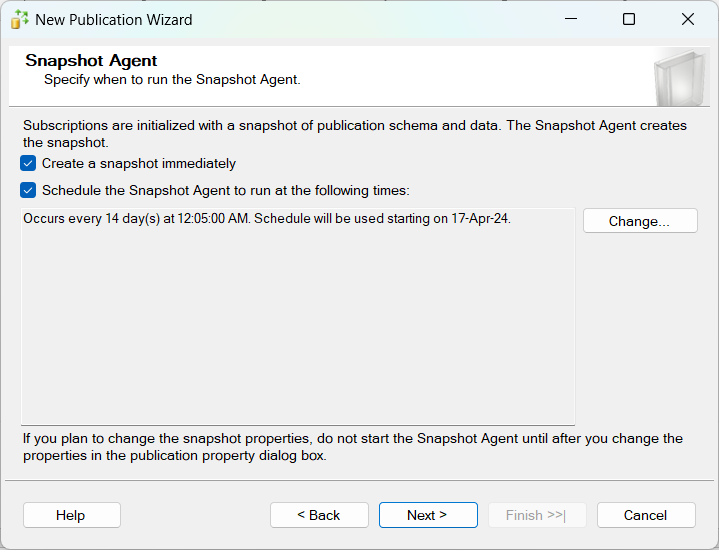 New Publication Wizard
Snapshot Agent
Specify when to run the Snapshot Agent.
Subscriptions are initialized with a snapshot of publication schema and data. The Snapshot Agent creates
the snapshot.
Create a snapshot immediately
Schedule the Snapshot Agent to run at the following times:
Occurs every 14 day(s) at 12:05:00 AM. Schedule will be used starting on 17-Apr-24.
Change...
If you plan to change the snapshot properties, do not start the Snapshot Agent until after you change the
properties in the publication property dialog box.
Help
< Back
Next >
Finish >>|
Cancel